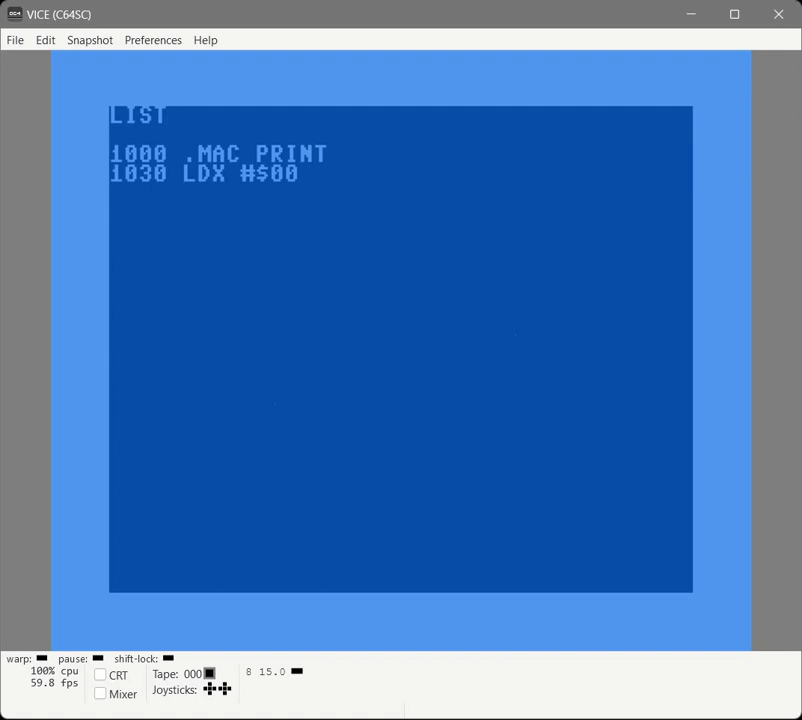 VICE (C64SC)
File Edit Snapshot Preferences Help
LIST
1000 .MAC PRINT
1030 LDX #$00
warp: pause: shift-lock:
100% cpu
59.8 fps
CRT
Mixer
Tape: 000
Joysticks:
8 15.0